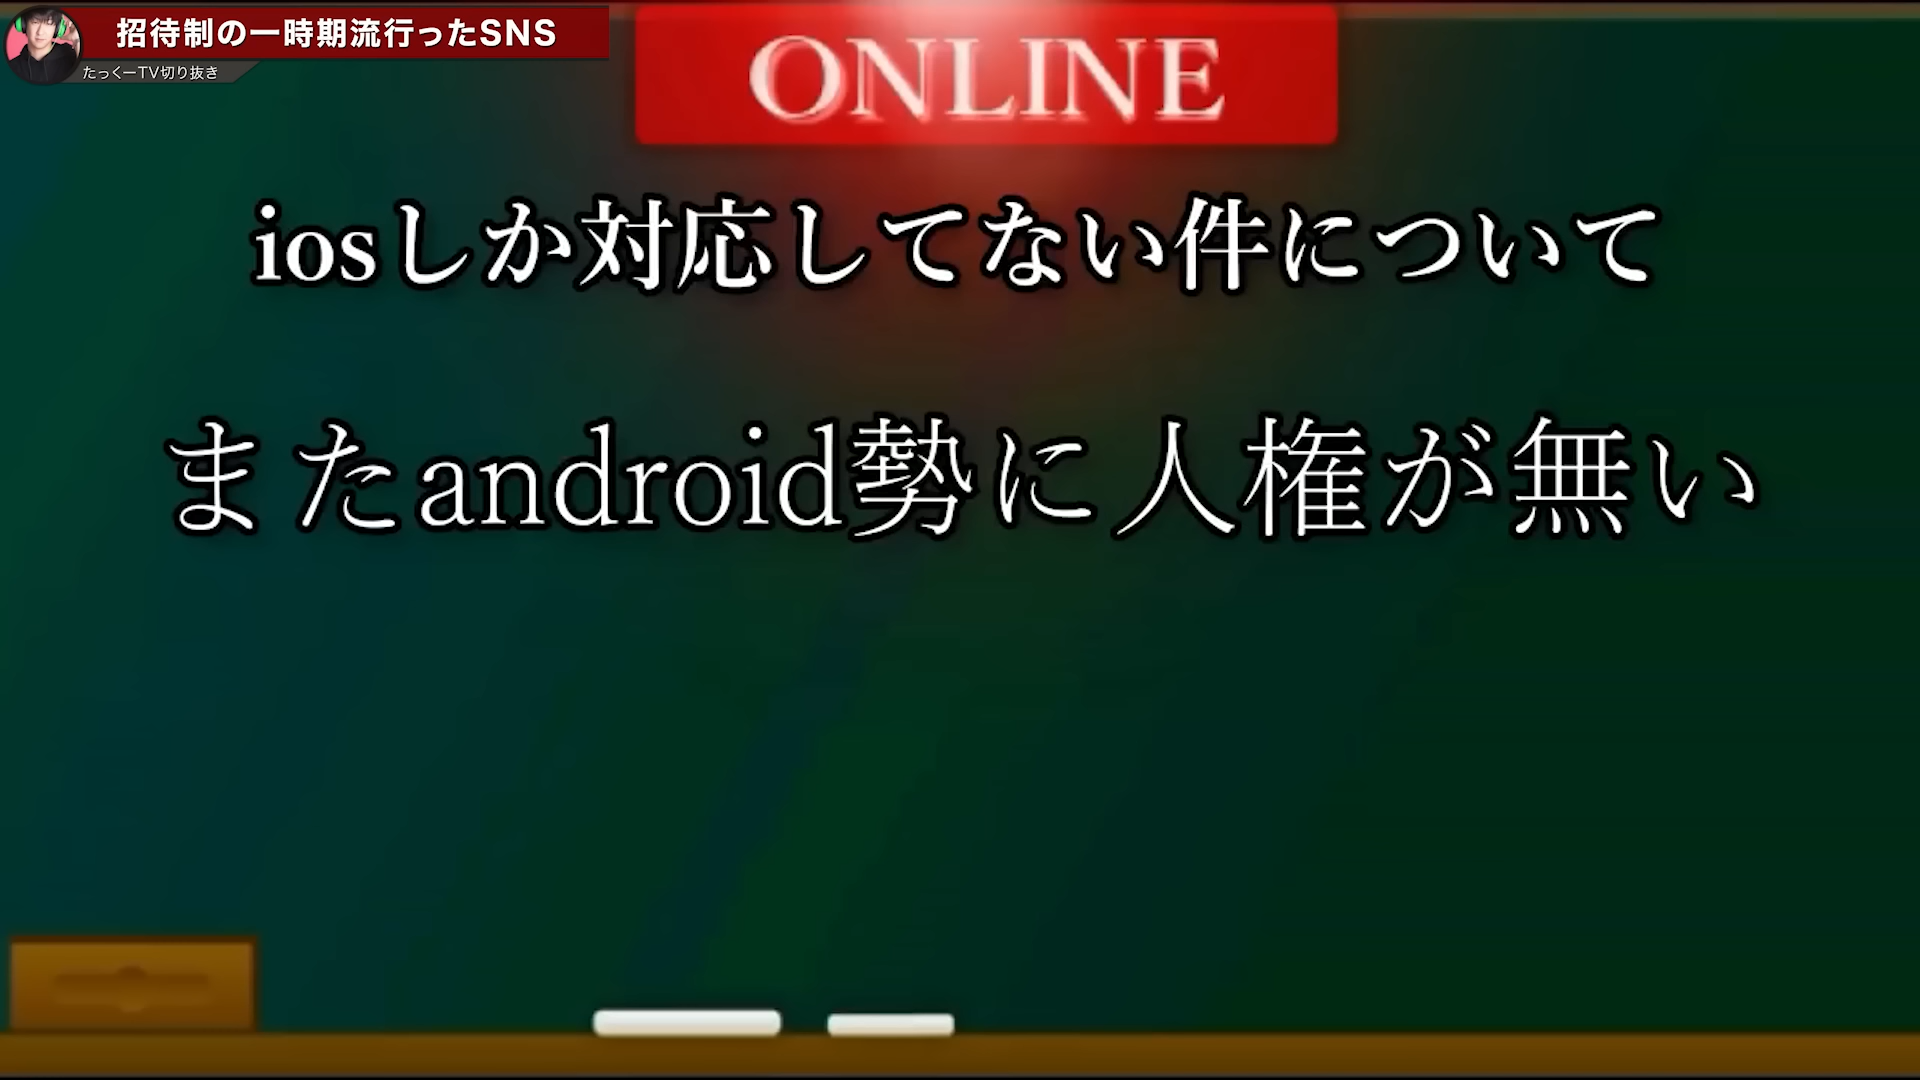 招待制の一時期流行ったSNS
たっくーTV切り抜き
ONLINE
iosしか対応してない件について
またandroid勢に人権が無い